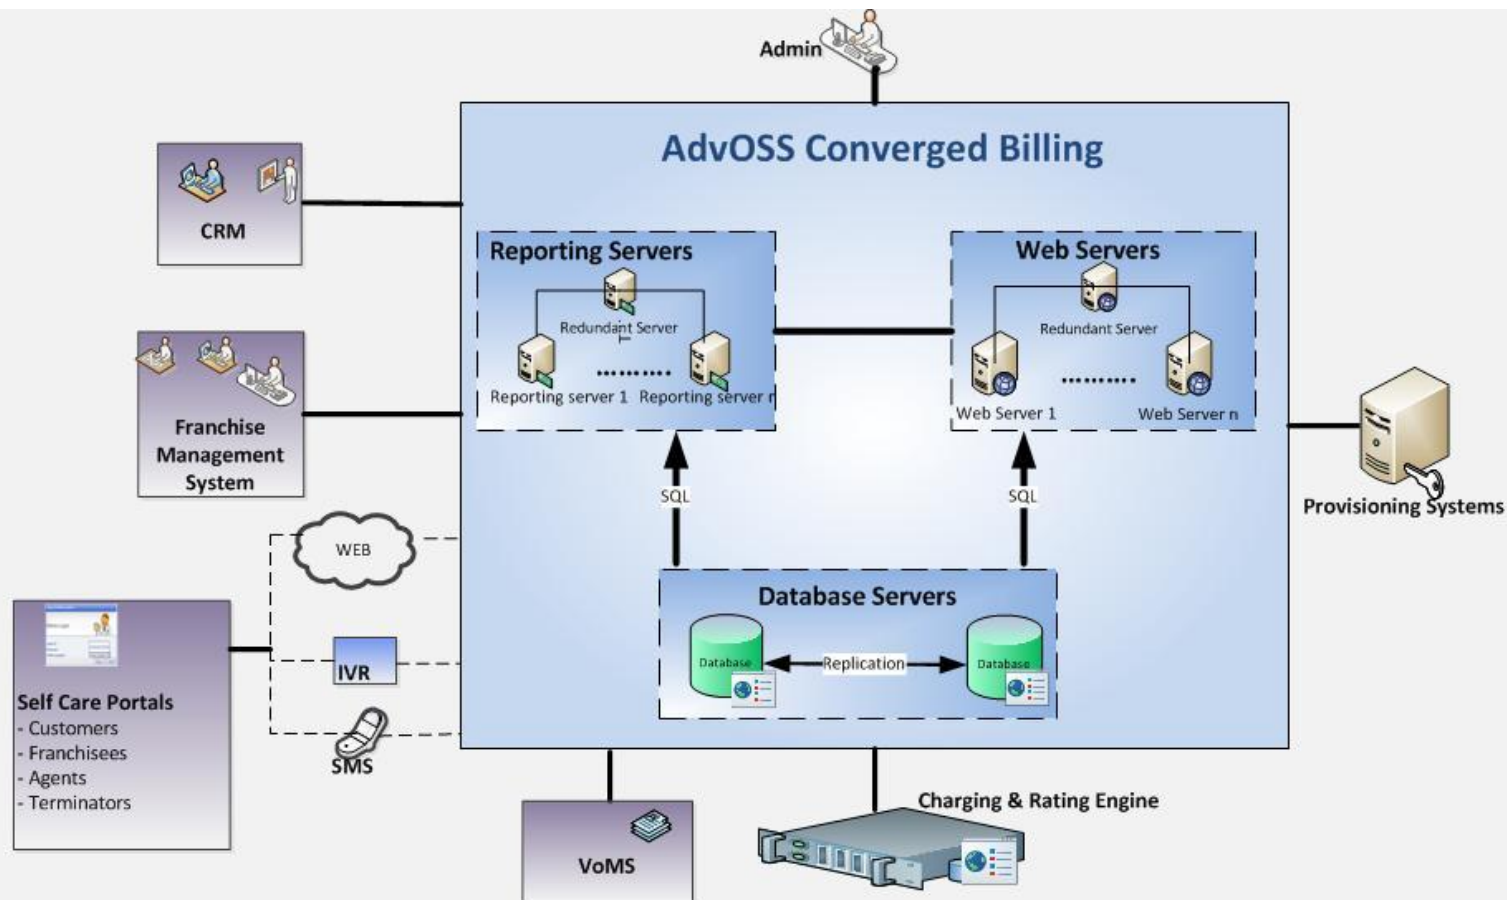 Admin
AdvOSS Converged Billing
CRM
Reporting Servers
Redundant Server
Reporting server 1
Reporting server n
Web Servers
Redundant Server
Web Server 1
Web Server n
Franchise
Management
System
SQL
SQL
Provisioning Systems
WEB
Database Servers
Database
Replication
Database
IVR
SMS
Self Care Portals
- Customers
- Franchisees
- Agents
- Terminators
VoMS
Charging & Rating Engine